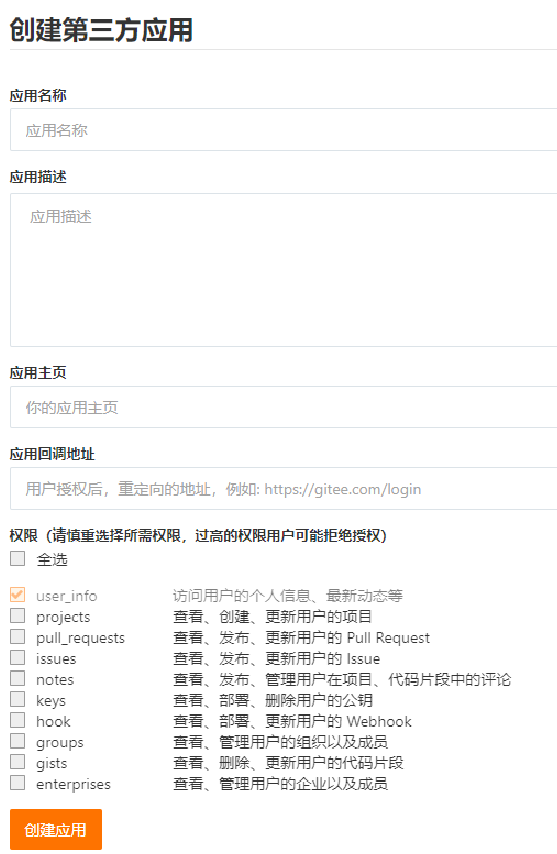 创建第三方应用
应用名称
应用名称
应用描述
应用描述
应用主页
你的应用主页
应用回调地址
用户授权后，重定向的地址，例如: https://gitee.com/login
权限（请慎重选择所需权限，过高的权限用户可能拒绝授权）
全选
user_info 访问用户的个人信息、最新动态等
projects 查看、创建、更新用户的项目
pull_requests 查看、发布、更新用户的 Pull Request
issues 查看、发布、更新用户的 Issue
notes 查看、发布、管理用户在项目、代码片段中的评论
keys 查看、部署、删除用户的公钥
hook 查看、部署、更新用户的 Webhook
groups 查看、管理用户的组织以及成员
gists 查看、删除、更新用户的代码片段
enterprises 查看、管理用户的企业以及成员
创建应用